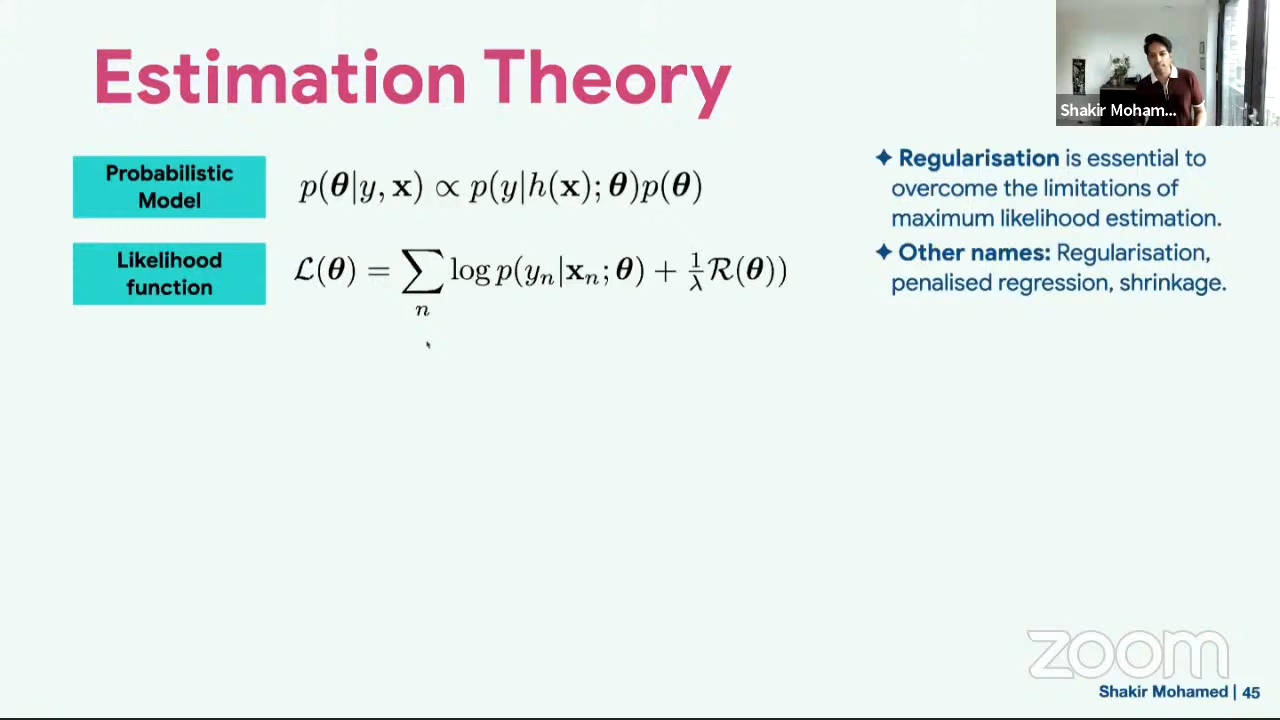 Estimation Theory
Shakir Moham...
Probabilistic
Model
p(θ|y, x) ∝ p(y|h(x); θ)p(θ)
Likelihood
function
ℒ(θ) = ∑ₙ log p(yₙ|xₙ; θ) + 1/λ ℛ(θ))
✦ Regularisation is essential to
overcome the limitations of
maximum likelihood estimation.
✦ Other names: Regularisation,
penalised regression, shrinkage.
zoom
Shakir Mohamed | 45